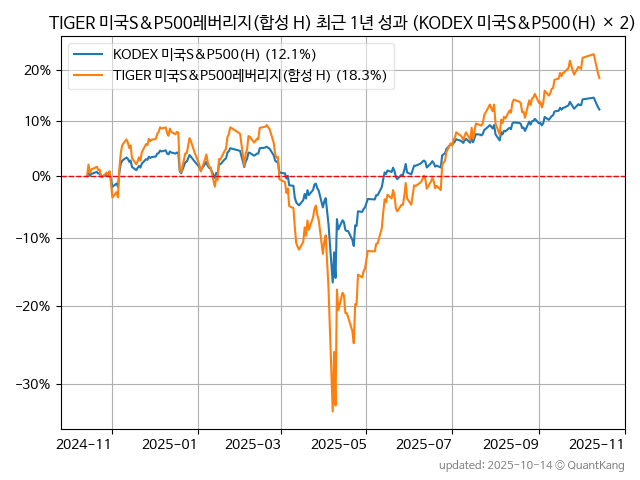 TIGER 미국S&P500레버리지(합성 H) 최근 1년 성과 (KODEX 미국S&P500(H) × 2)
KODEX 미국S&P500(H) (12.1%)
TIGER 미국S&P500레버리지(합성 H) (18.3%)
20%
10%
0%
−10%
−20%
−30%
2024-11 2025-01 2025-03 2025-05 2025-07 2025-09 2025-11
updated: 2025-10-14 © QuantKang